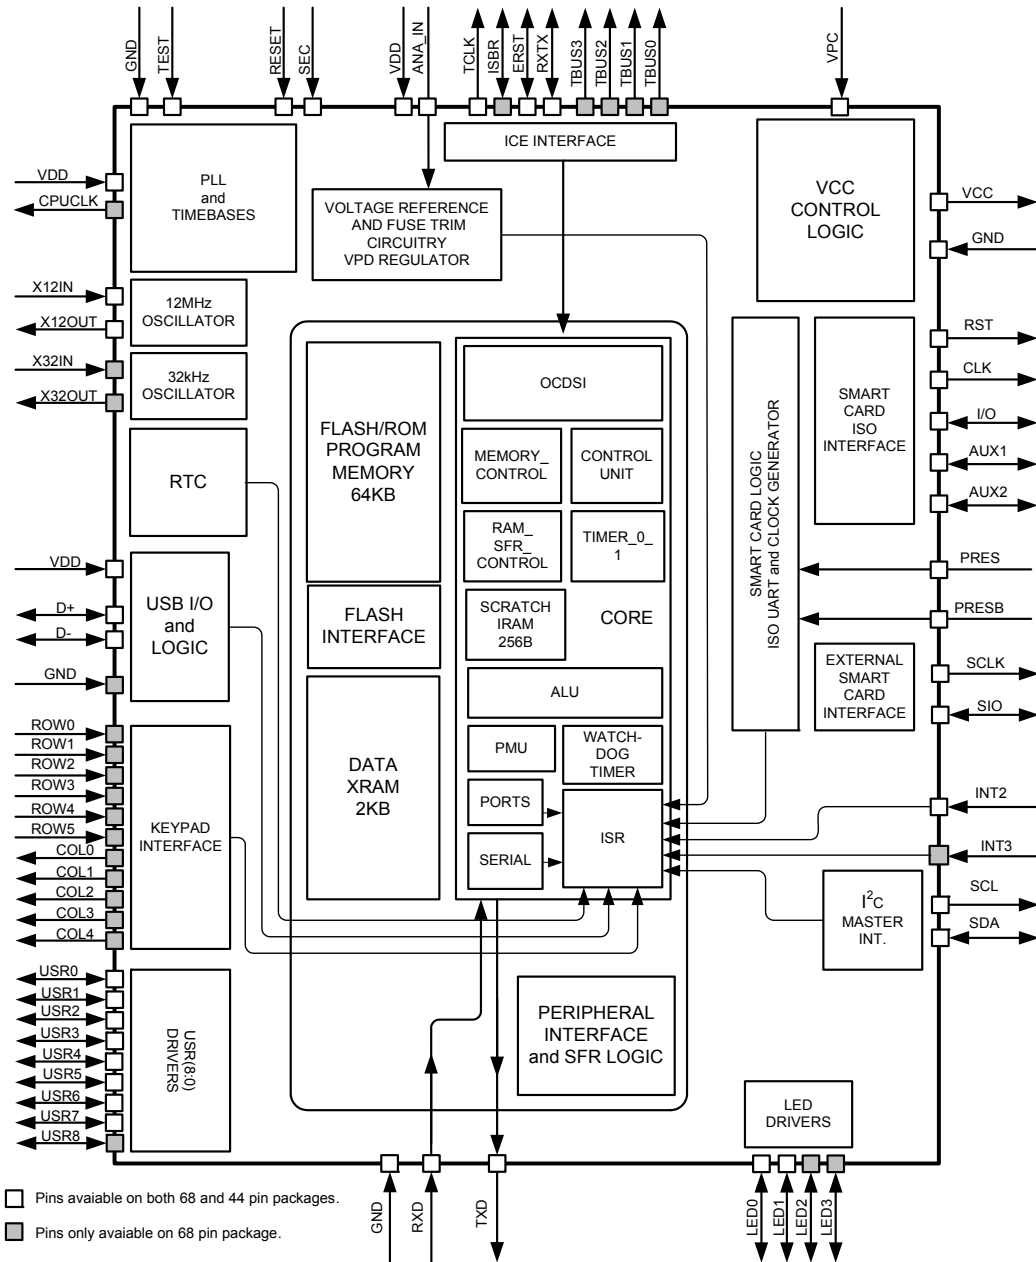 GND
TEST
RESET
SEC
VDD
ANA_IN
TCLK
ISBR
ERST
RXTX
TBUS3
TBUS2
TBUS1
TBUS0
VPC
ICE INTERFACE
PLL
and
TIMEBASES
VOLTAGE REFERENCE
AND FUSE TRIM
CIRCUITRY
VPD REGULATOR
VCC
CONTROL
LOGIC
VDD
CPUCLK
VCC
GND
X12IN
X12OUT
12MHz
OSCILLATOR
X32IN
X32OUT
32kHz
OSCILLATOR
RTC
FLASH/ROM
PROGRAM
MEMORY
64KB
OCDSI
MEMORY_
CONTROL
CONTROL
UNIT
RAM_
SFR_
CONTROL
TIMER_0_
1
SMART CARD LOGIC
ISO UART and CLOCK GENERATOR
SMART
CARD
ISO
INTERFACE
RST
CLK
I/O
AUX1
AUX2
PRES
PRESB
VDD
D+
D-
GND
USB I/O
and
LOGIC
FLASH
INTERFACE
SCRATCH
IRAM
256B
CORE
EXTERNAL
SMART
CARD
INTERFACE
SCLK
SIO
ALU
DATA
XRAM
2KB
PMU
WATCH-
DOG
TIMER
PORTS
SERIAL
ISR
INT2
INT3
ROW0
ROW1
ROW2
ROW3
ROW4
ROW5
COL0
COL1
COL2
COL3
COL4
KEYPAD
INTERFACE
I2C
MASTER
INT.
SCL
SDA
USR0
USR1
USR2
USR3
USR4
USR5
USR6
USR7
USR8
USR(8:0)
DRIVERS
PERIPHERAL
INTERFACE
and SFR LOGIC
LED
DRIVERS
Pins avaiable on both 68 and 44 pin packages.
Pins only avaiable on 68 pin package.
GND
RXD
TXD
LED0
LED1
LED2
LED3